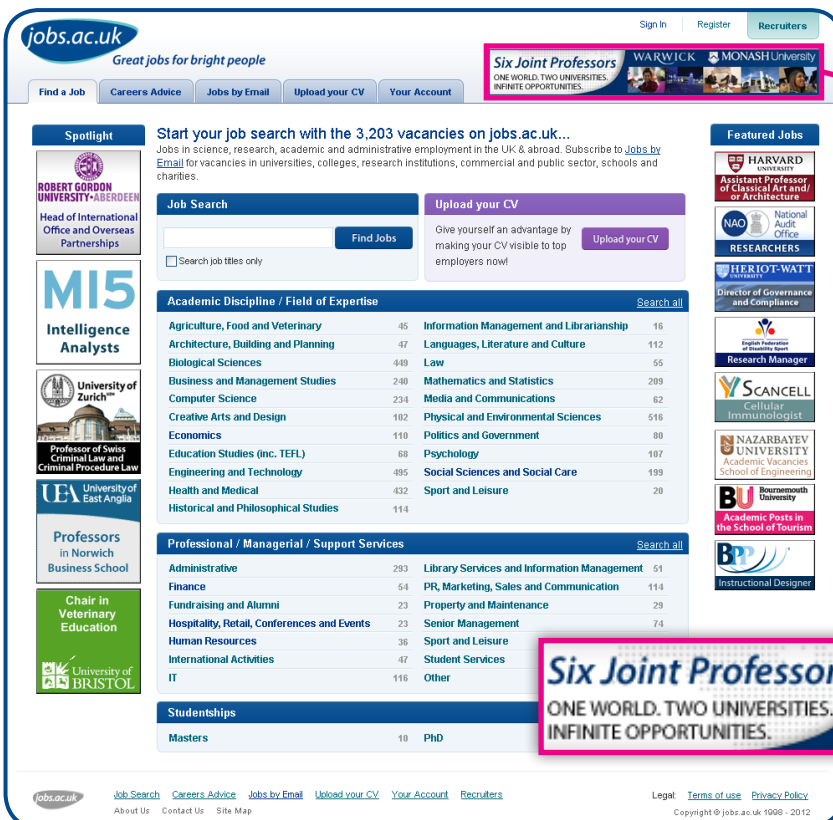 Sign In
Register
Recruiters
jobs.ac.uk
Great jobs for bright people
Six Joint Professors
ONE WORLD. TWO UNIVERSITIES.
INFINITE OPPORTUNITIES.
WARWICK
MONASH University
Find a Job
Careers Advice
Jobs by Email
Upload your CV
Your Account
Spotlight
ROBERT GORDON
UNIVERSITY•ABERDEEN
Head of International
Office and Overseas
Partnerships
MI5
Intelligence
Analysts
University of
Zurich
Professor of Swiss
Criminal Law and
Criminal Procedure Law
UEA University of
East Anglia
Professors
in Norwich
Business School
Chair in
Veterinary
Education
University of
BRISTOL
Start your job search with the 3,203 vacancies on jobs.ac.uk...
Jobs in science, research, academic and administrative employment in the UK & abroad. Subscribe to Jobs by
Email for vacancies in universities, colleges, research institutions, commercial and public sector, schools and
charities.
Job Search
Find Jobs
Search job titles only
Upload your CV
Give yourself an advantage by
making your CV visible to top
employers now!
Upload your CV
Academic Discipline / Field of Expertise Search all
Agriculture, Food and Veterinary 45 Information Management and Librarianship 16
Architecture, Building and Planning 47 Languages, Literature and Culture 112
Biological Sciences 449 Law 55
Business and Management Studies 240 Mathematics and Statistics 209
Computer Science 234 Media and Communications 62
Creative Arts and Design 102 Physical and Environmental Sciences 516
Economics 110 Politics and Government 80
Education Studies (inc. TEFL) 68 Psychology 107
Engineering and Technology 495 Social Sciences and Social Care 199
Health and Medical 432 Sport and Leisure 20
Historical and Philosophical Studies 114
Professional / Managerial / Support Services Search all
Administrative 293 Library Services and Information Management 51
Finance 54 PR, Marketing, Sales and Communication 114
Fundraising and Alumni 23 Property and Maintenance 29
Hospitality, Retail, Conferences and Events 23 Senior Management 74
Human Resources 36 Sport and Leisure
International Activities 47 Student Services
IT 116 Other
Studentships
Masters 10 PhD
Featured Jobs
HARVARD
UNIVERSITY
Assistant Professor
of Classical Art and/
or Architecture
NAO National
Audit
Office
RESEARCHERS
HERIOT-WATT
UNIVERSITY
Director of Governance
and Compliance
English Federation
of Disability Sport
Research Manager
SCANCELL
Cellular
Immunologist
NAZARBAYEV
UNIVERSITY
Academic Vacancies
School of Engineering
BU Bournemouth
University
Academic Posts in
the School of Tourism
BPP
Instructional Designer
Six Joint Professor
ONE WORLD. TWO UNIVERSITIES.
INFINITE OPPORTUNITIES.
jobs.ac.uk
Job Search Careers Advice Jobs by Email Upload your CV Your Account Recruiters
About Us Contact Us Site Map
Legal: Terms of use Privacy Policy
Copyright © jobs.ac.uk 1998 - 2012